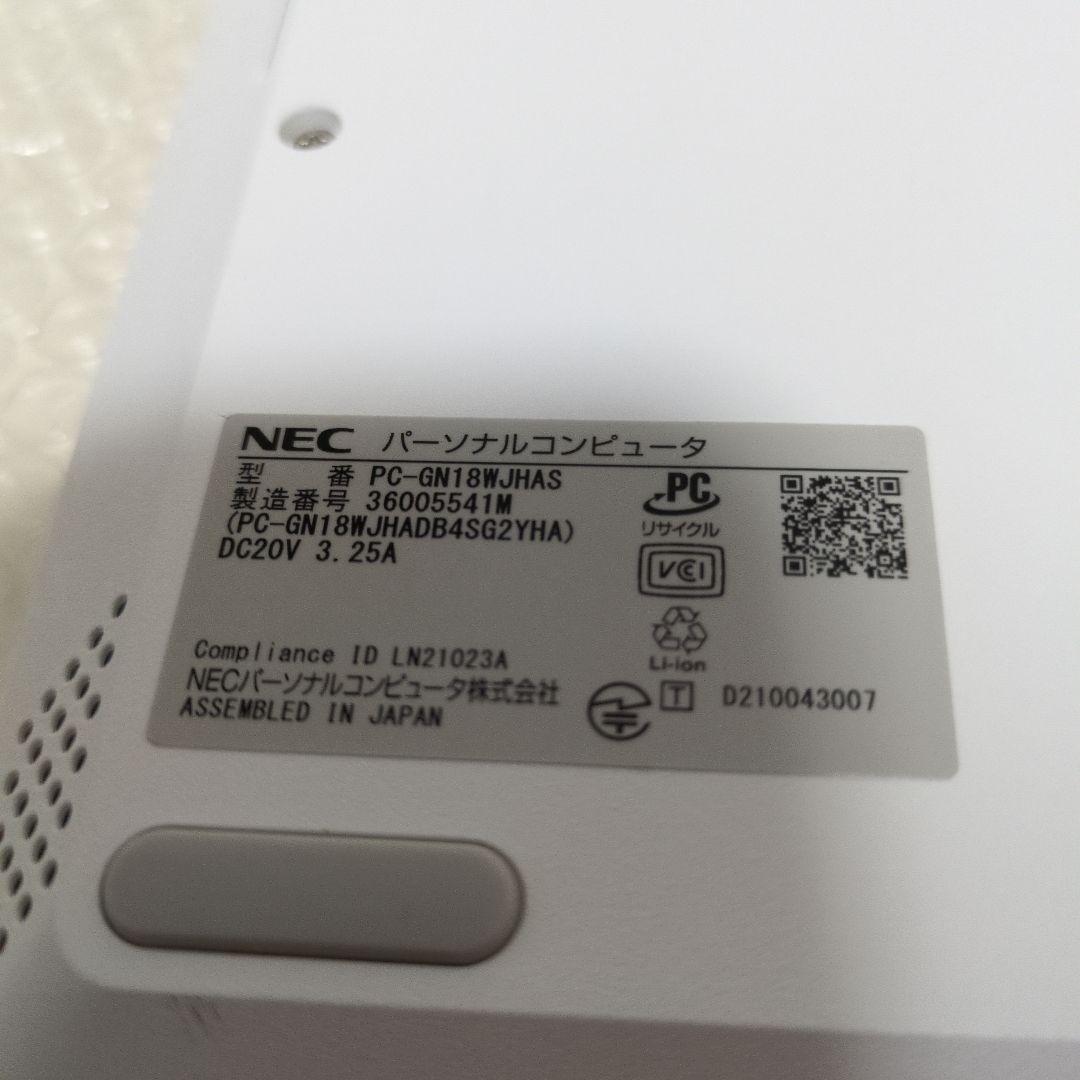 NEC パーソナルコンピュータ
型 番 PC-GN18WJHAS
製造番号 36005541M
(PC-GN18WJHADB4SG2YHA)
DC20V 3.25A
PC
リサイクル
VCI
Li-ion
Compliance ID LN21023A
NECパーソナルコンピュータ株式会社
ASSEMBLED IN JAPAN
T D210043007